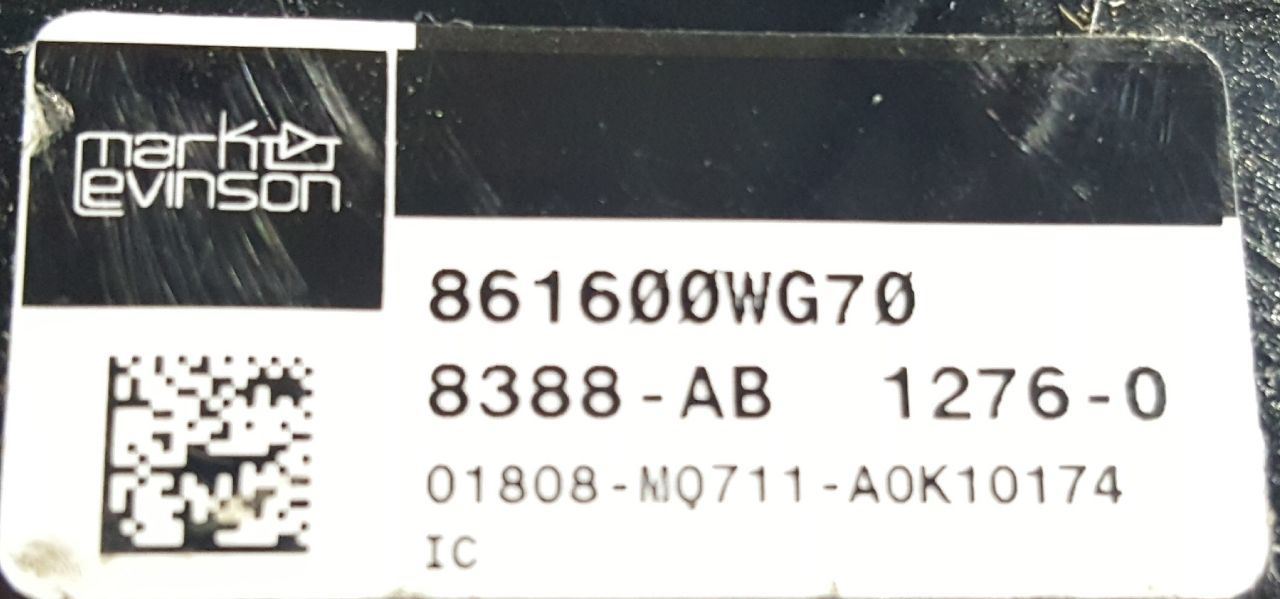 mark
levinson
861600WG70
8388-AB 1276-0
01808-MQ711-A0K10174
IC